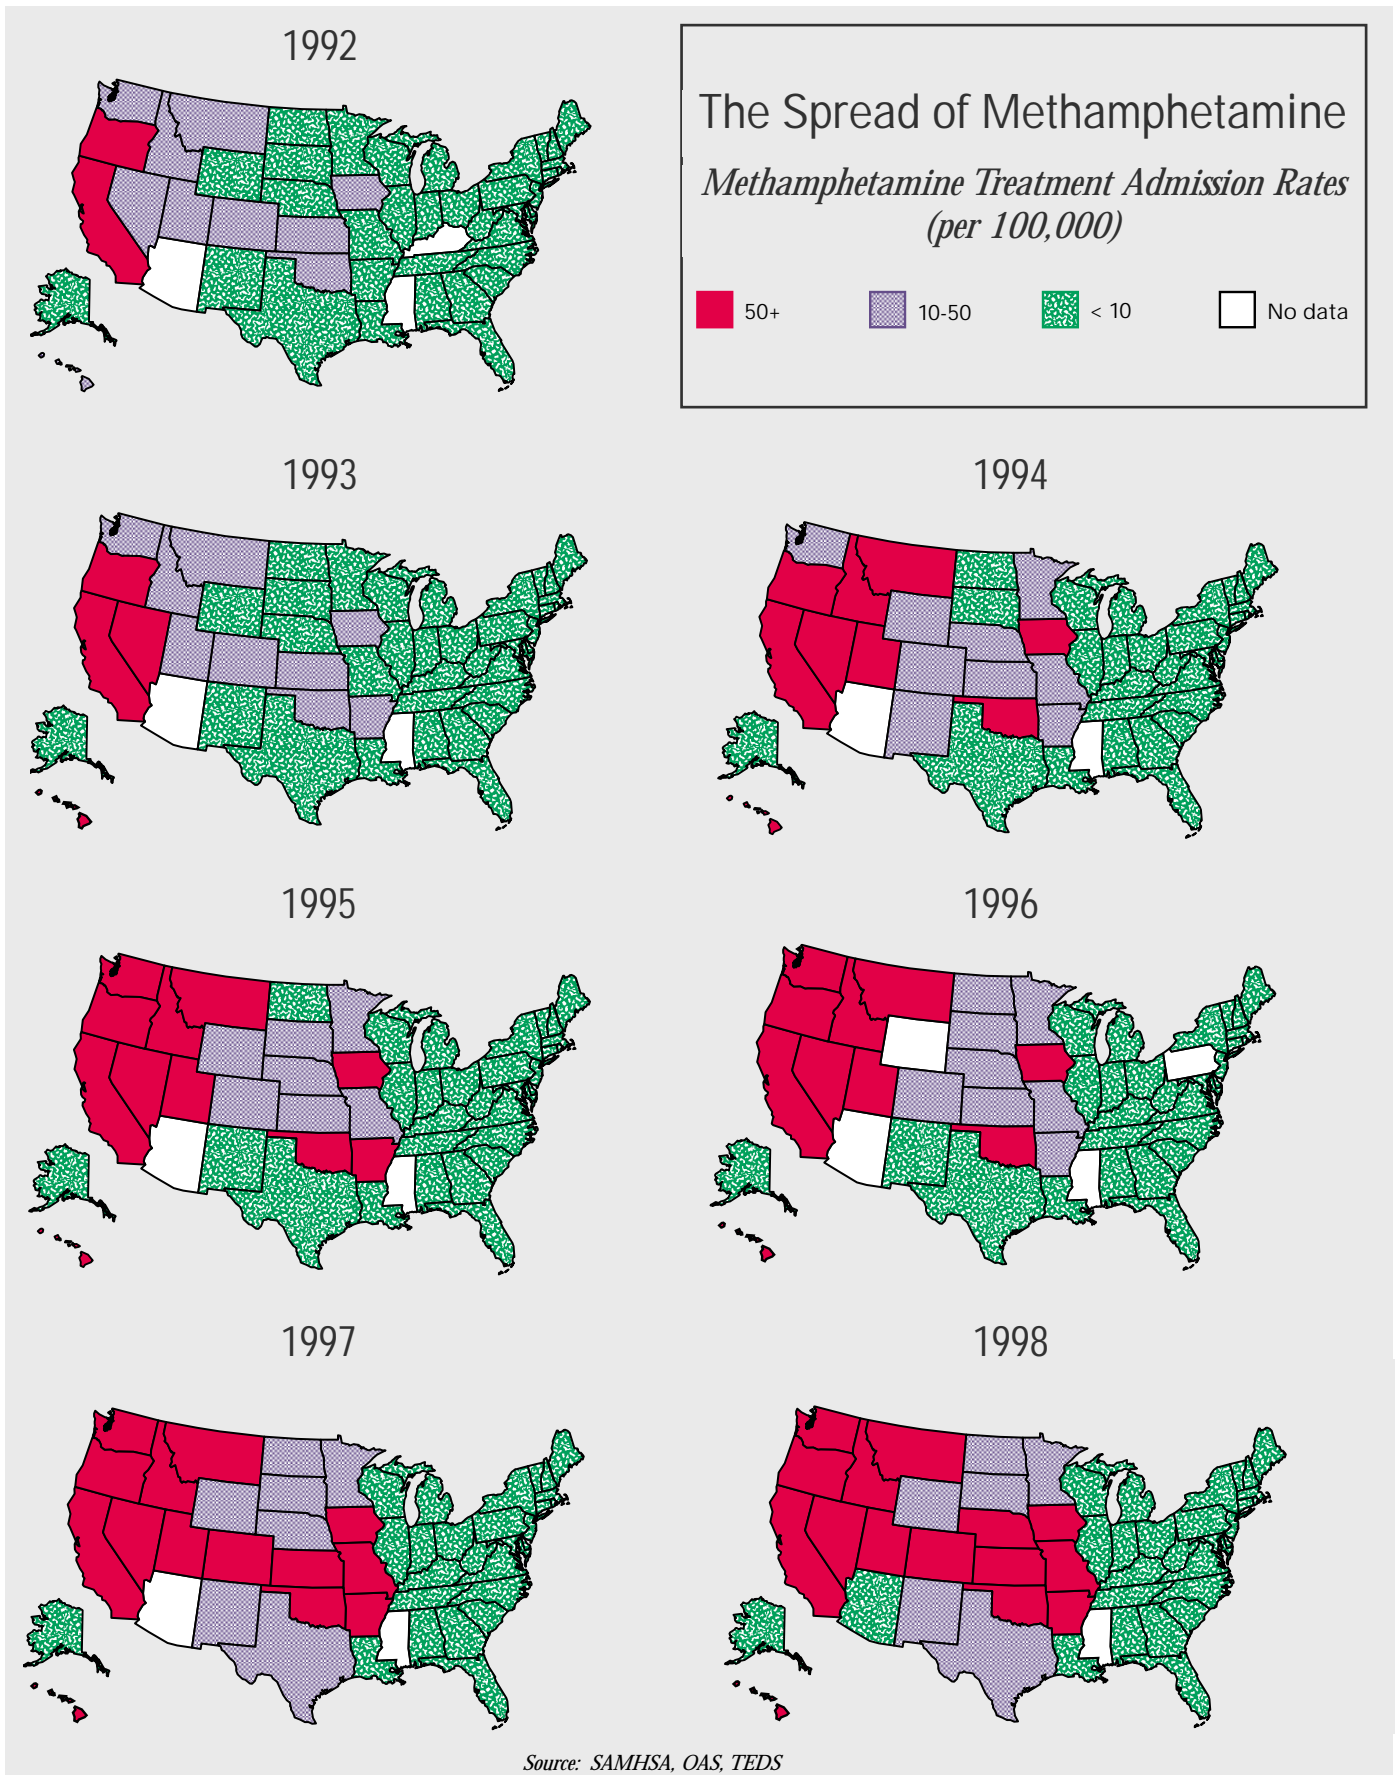 1992
The Spread of Methamphetamine
Methamphetamine Treatment Admission Rates
(per 100,000)
50+
10-50
< 10
No data
1993
1994
1995
1996
1997
1998
Source: SAMHSA, OAS, TEDS